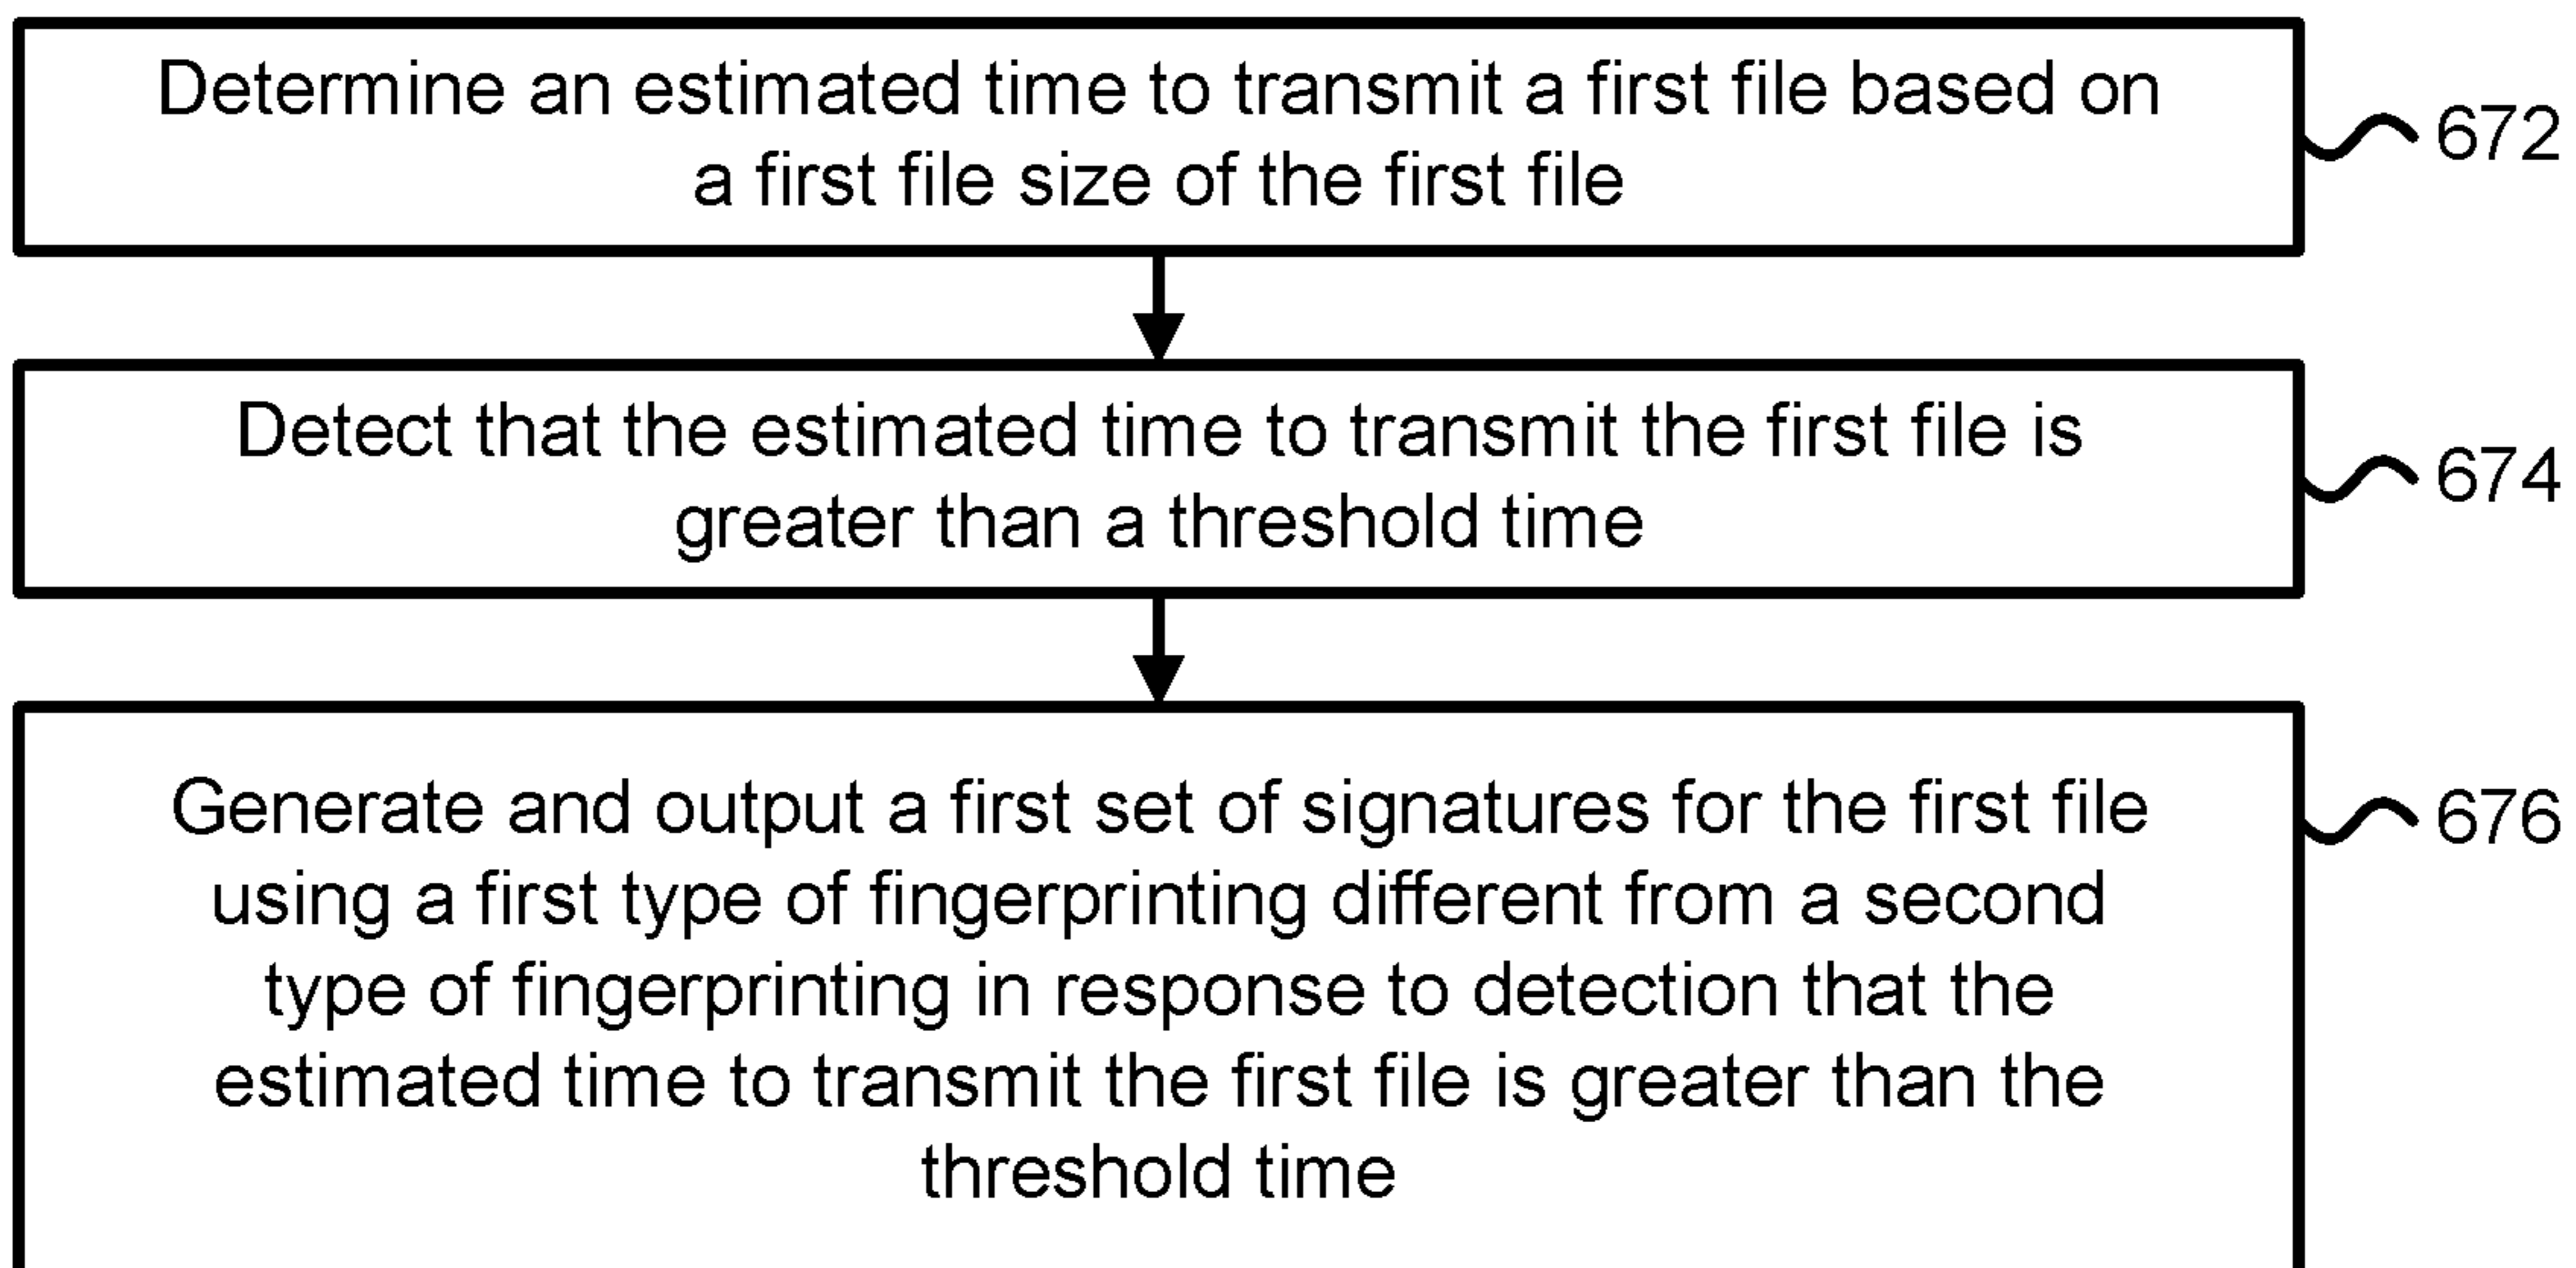 Determine an estimated time to transmit a first file based on
a first file size of the first file
672
Detect that the estimated time to transmit the first file is
greater than a threshold time
674
Generate and output a first set of signatures for the first file
using a first type of fingerprinting different from a second
type of fingerprinting in response to detection that the
estimated time to transmit the first file is greater than the
threshold time
676